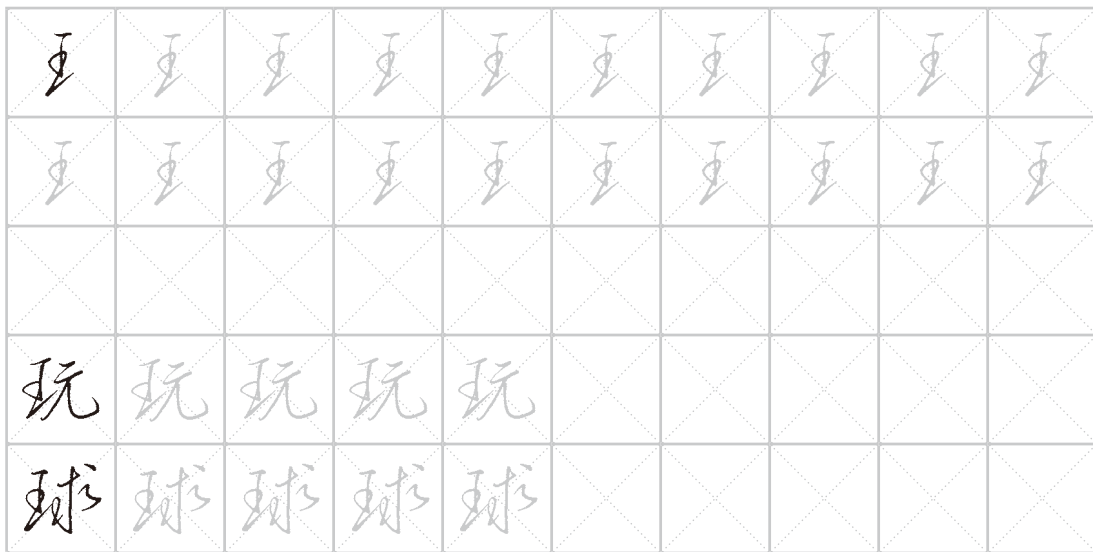 王 王 王 王 王 王 王 王 王 王
王 王 王 王 王 王 王 王 王 王
玩 玩 玩 玩 玩
球 球 球 球 球